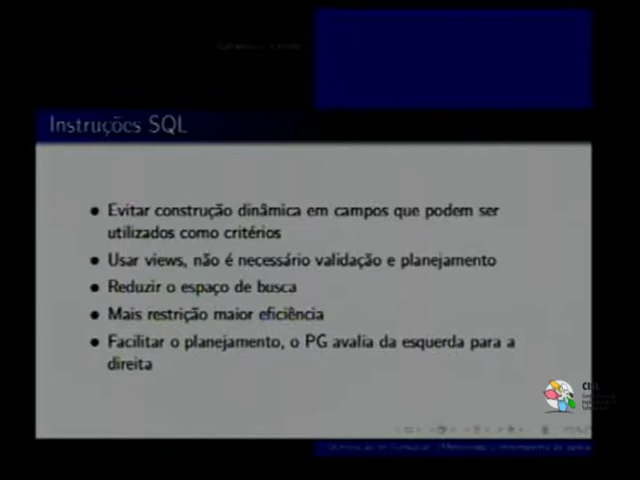 Instruções SQL
• Evitar construção dinâmica em campos que podem ser
utilizados como critérios
• Usar views, não é necessário validação e planejamento
• Reduzir o espaço de busca
• Mais restrição maior eficiência
• Facilitar o planejamento, o PG avalia da esquerda para a
direita